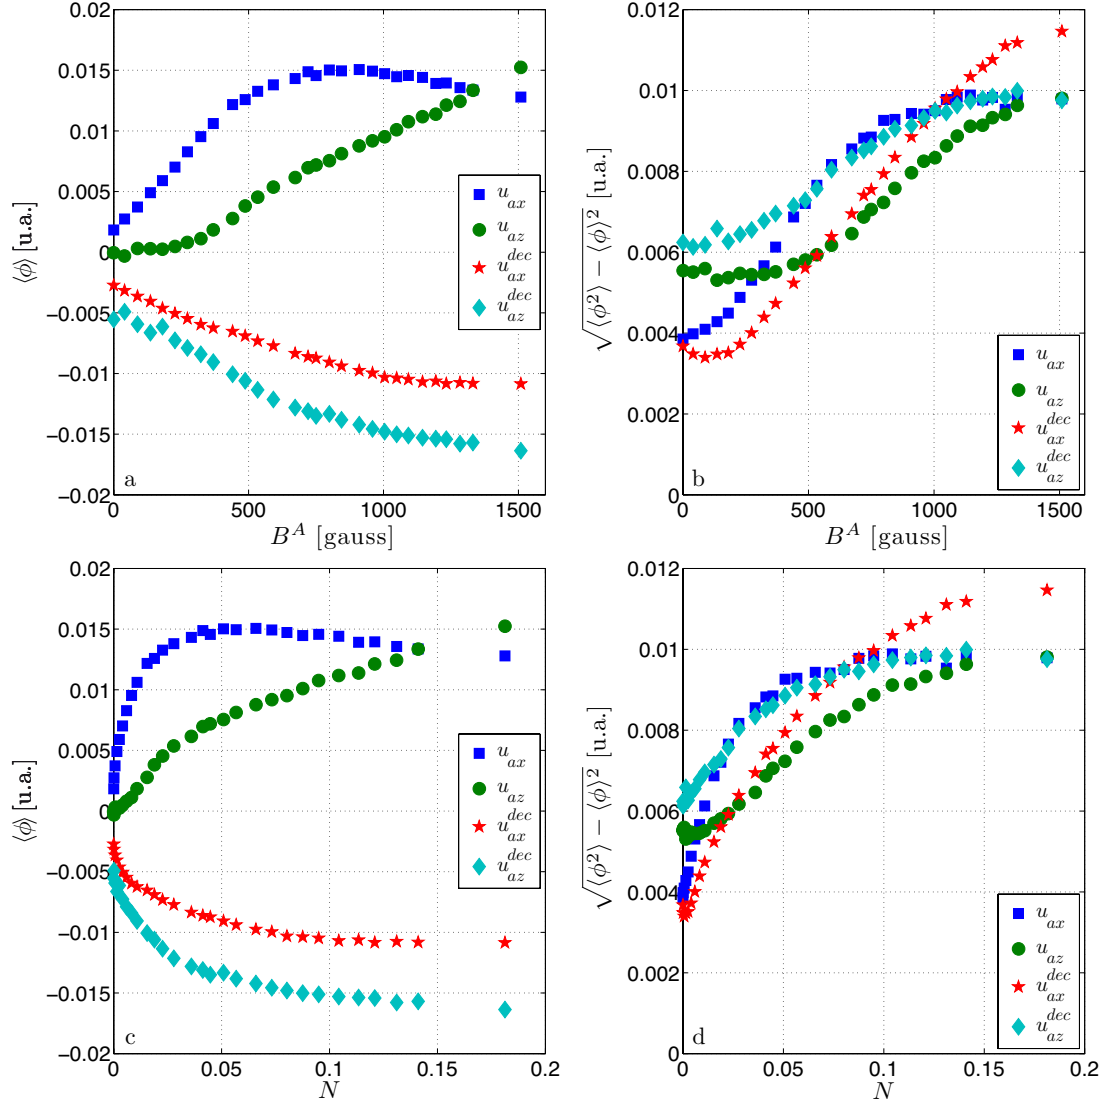 0.02
0.015
0.01
0.005
0
−0.005
−0.01
−0.015
−0.02
⟨ϕ⟩ [u.a.]
u_ax
u_az
u_ax^dec
u_az^dec
a
0 500 1000 1500
B^A [gauss]
0.012
0.01
0.008
0.006
0.004
0.002
0
√⟨ϕ²⟩ − ⟨ϕ⟩² [u.a.]
u_ax
u_az
u_ax^dec
u_az^dec
b
0 500 1000 1500
B^A [gauss]
0.02
0.015
0.01
0.005
0
−0.005
−0.01
−0.015
−0.02
⟨ϕ⟩ [u.a.]
u_ax
u_az
u_ax^dec
u_az^dec
c
0 0.05 0.1 0.15 0.2
N
0.012
0.01
0.008
0.006
0.004
0.002
0
√⟨ϕ²⟩ − ⟨ϕ⟩² [u.a.]
u_ax
u_az
u_ax^dec
u_az^dec
d
0 0.05 0.1 0.15 0.2
N